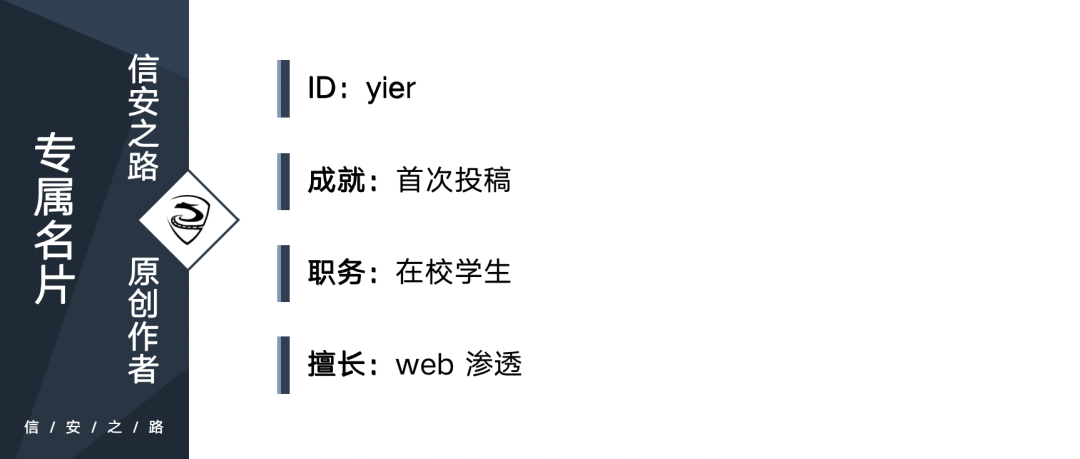 专属名片
信安之路
原创作者
信/安/之/路
ID：yier
成就：首次投稿
职务：在校学生
擅长：web 渗透